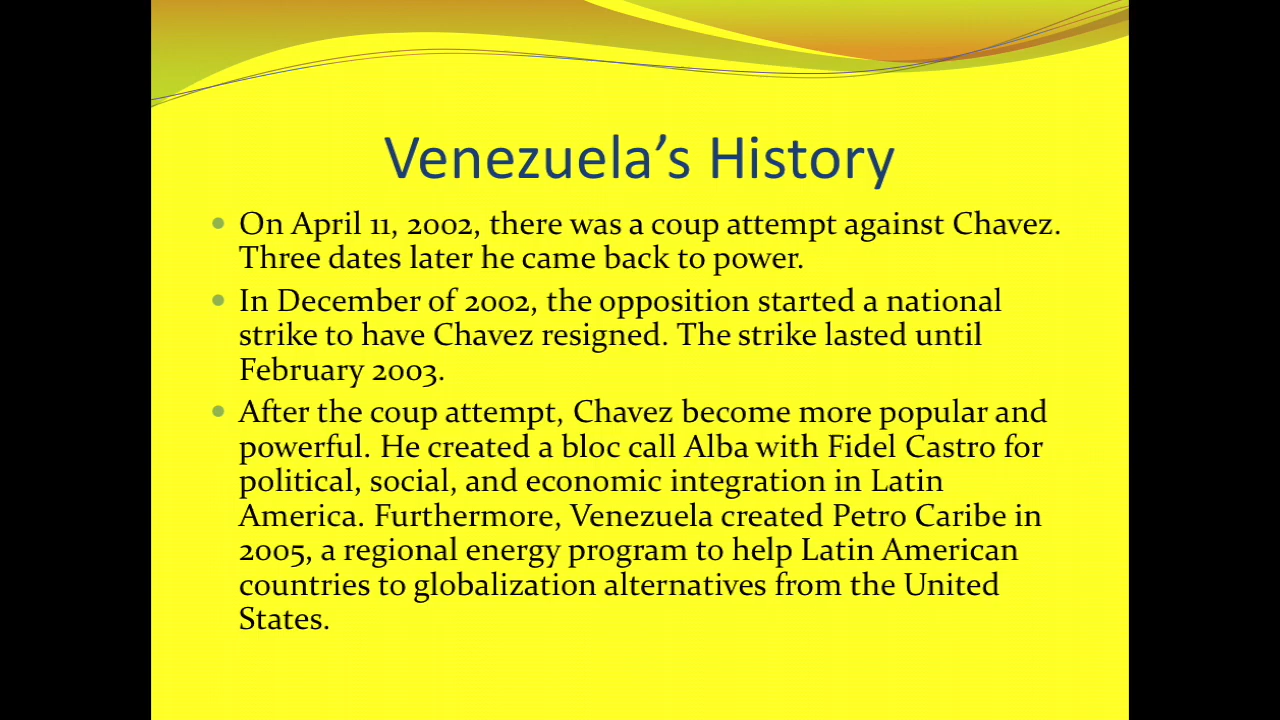 Venezuela’s History
• On April 11, 2002, there was a coup attempt against Chavez.
Three dates later he came back to power.
• In December of 2002, the opposition started a national
strike to have Chavez resigned. The strike lasted until
February 2003.
• After the coup attempt, Chavez become more popular and
powerful. He created a bloc call Alba with Fidel Castro for
political, social, and economic integration in Latin
America. Furthermore, Venezuela created Petro Caribe in
2005, a regional energy program to help Latin American
countries to globalization alternatives from the United
States.